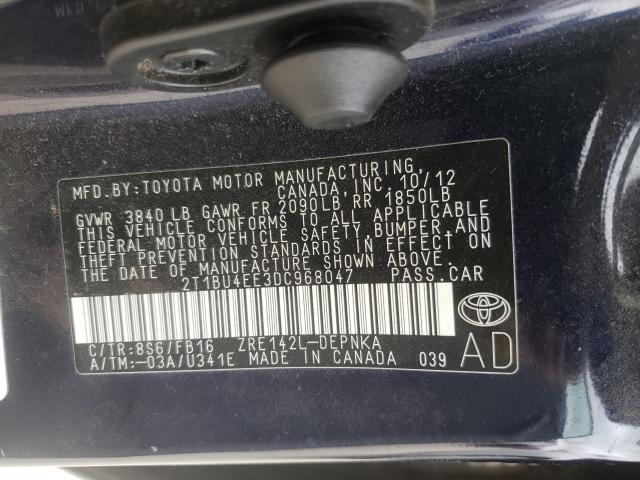 MFD.BY:TOYOTA MOTOR MANUFACTURING,
CANADA, INC. 10/12
GVWR 3840 LB GAWR FR 2090LB RR 1850LB
THIS VEHICLE CONFORMS TO ALL APPLICABLE
FEDERAL MOTOR VEHICLE SAFETY,BUMPER,AND
THEFT PREVENTION STANDARDS IN EFFECT ON
THE DATE OF MANUFACTURE SHOWN ABOVE.
2T1BU4EE3DC968047 PASS.CAR
C/TR:8S6/FB16 ZRE142L-DEPNKA
A/TM:-03A/U341E MADE IN CANADA 039
AD